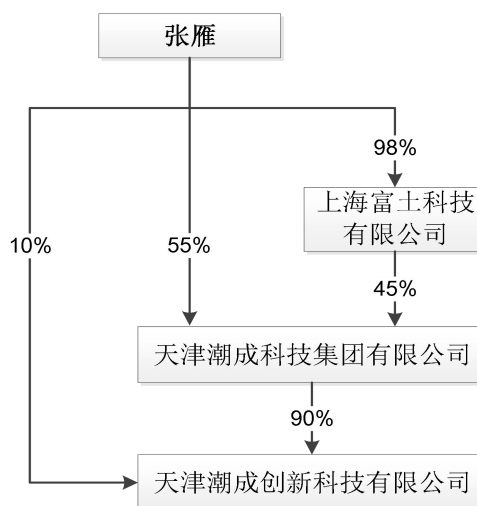 张雁
98%
上海富士科技
有限公司
10%
55%
45%
天津潮成科技集团有限公司
90%
天津潮成创新科技有限公司